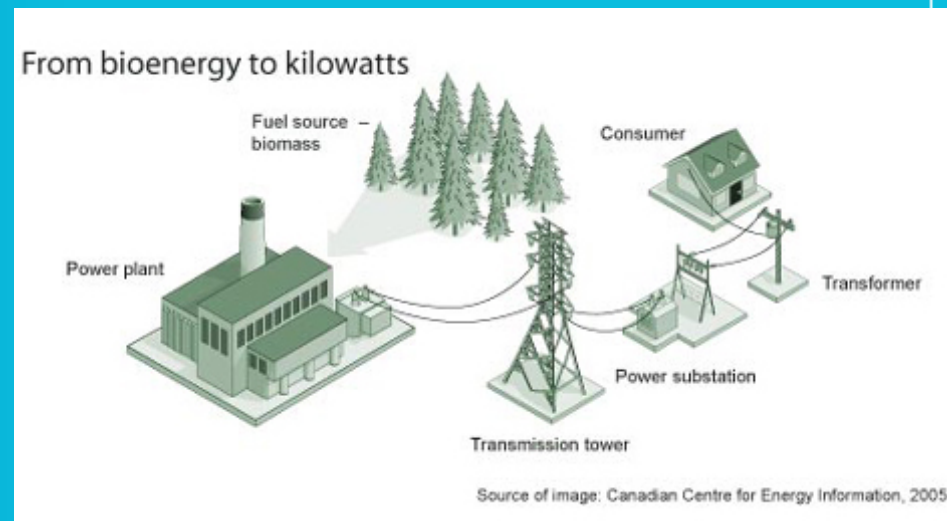 From bioenergy to kilowatts
Fuel source –
biomass
Consumer
Power plant
Transformer
Power substation
Transmission tower
Source of image: Canadian Centre for Energy Information, 2005